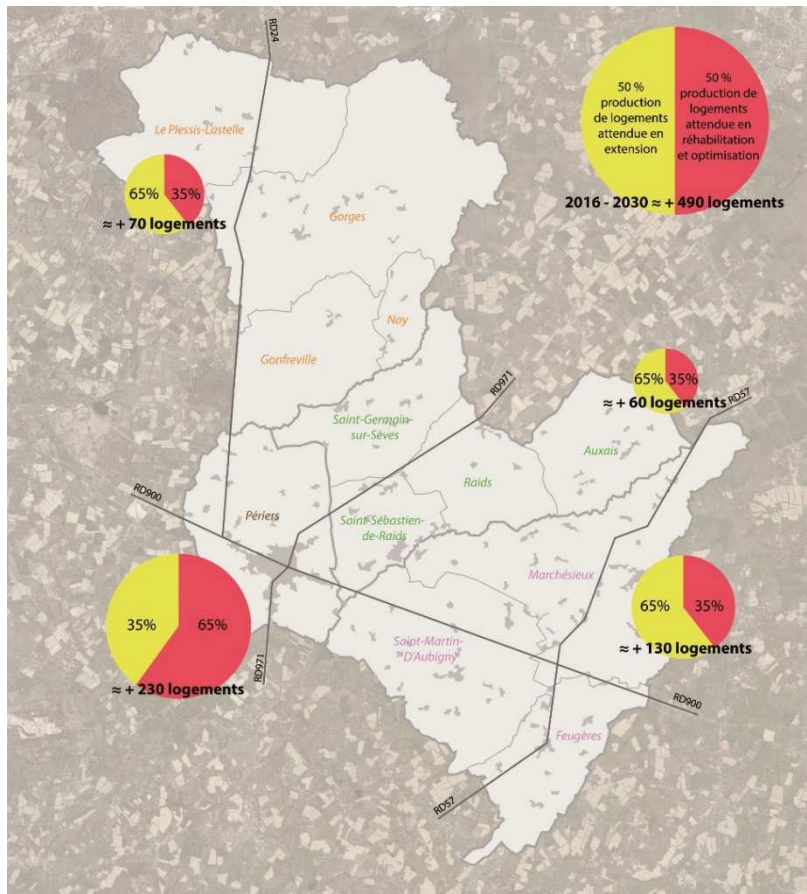 RD24
50 %
production
de logements
attendue en
extension
50 %
production de
logements
attendue en
réhabilitation
et optimisation
2016 - 2030 ≈ + 490 logements
Le Plessis-Lastelle
65%
35%
≈ + 70 logements
Gorges
Nay
Gonfreville
RD971
65%
35%
≈ + 60 logements
RD57
Saint-Germain
-sur-Sèves
Auxais
Raids
RD900
Périers
Saint-Sébastien
-de-Raids
Marchésieux
35%
65%
≈ + 230 logements
65%
35%
≈ + 130 logements
Saint-Martin
-D'Aubigny
RD971
RD900
Feugères
RD57